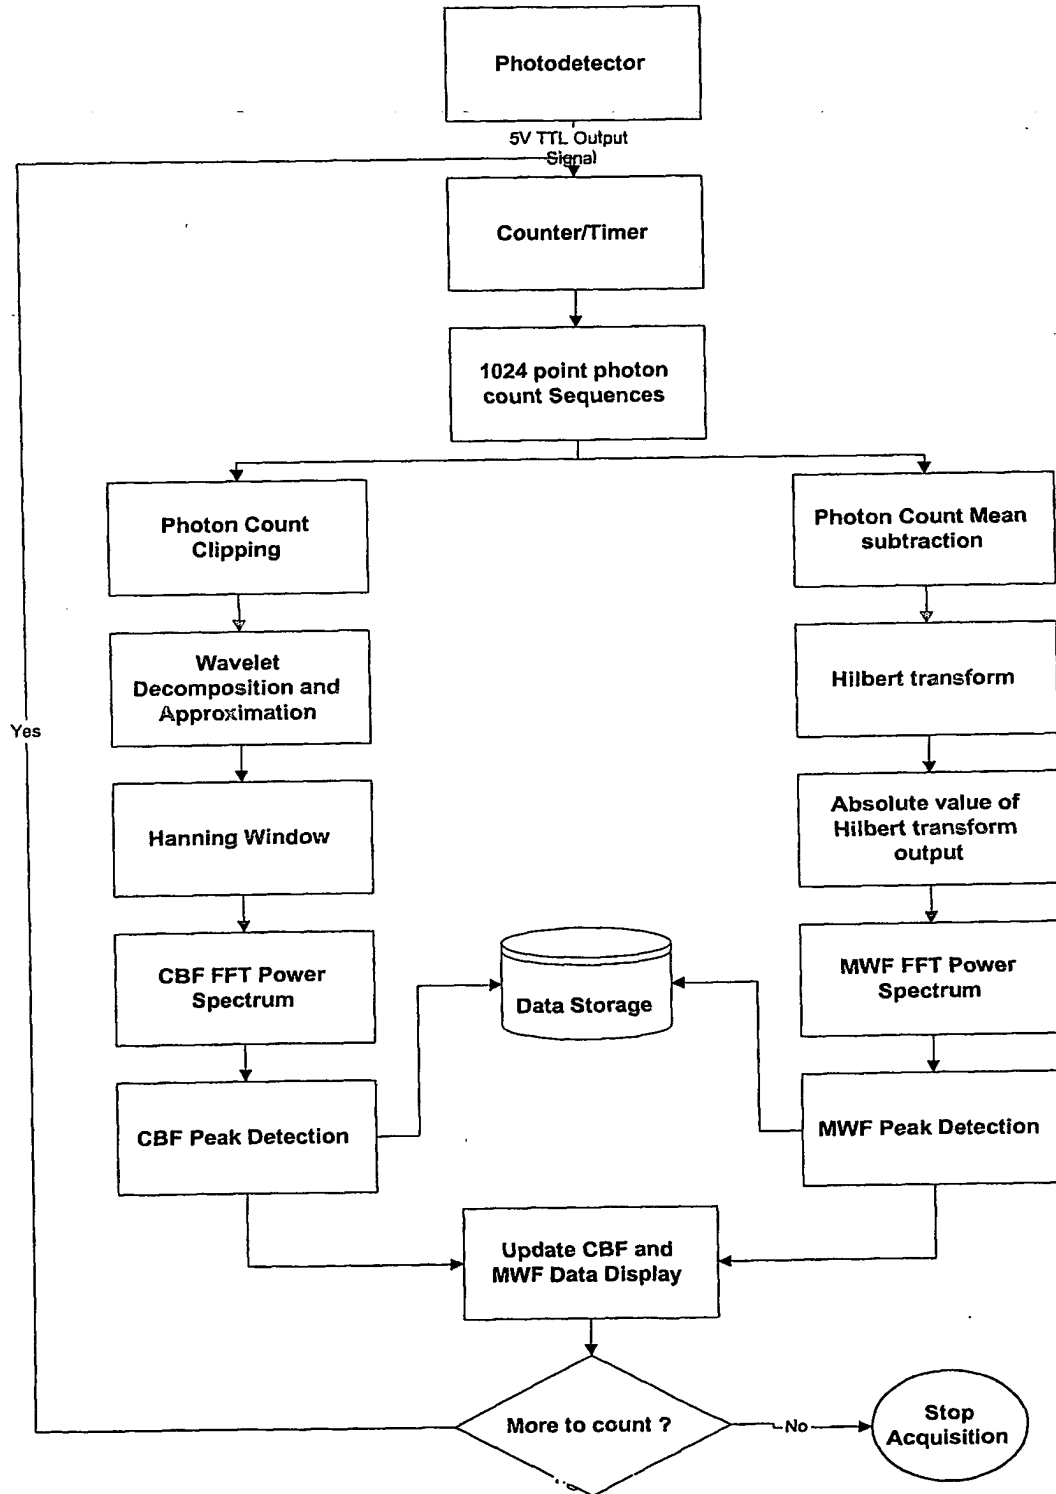 Photodetector
5V TTL Output
Signal
Counter/Timer
1024 point photon
count Sequences
Photon Count
Clipping
Photon Count Mean
subtraction
Wavelet
Decomposition and
Approximation
Hilbert transform
Yes
Hanning Window
Absolute value of
Hilbert transform
output
CBF FFT Power
Spectrum
Data Storage
MWF FFT Power
Spectrum
CBF Peak Detection
MWF Peak Detection
Update CBF and
MWF Data Display
More to count ?
No
Stop
Acquisition